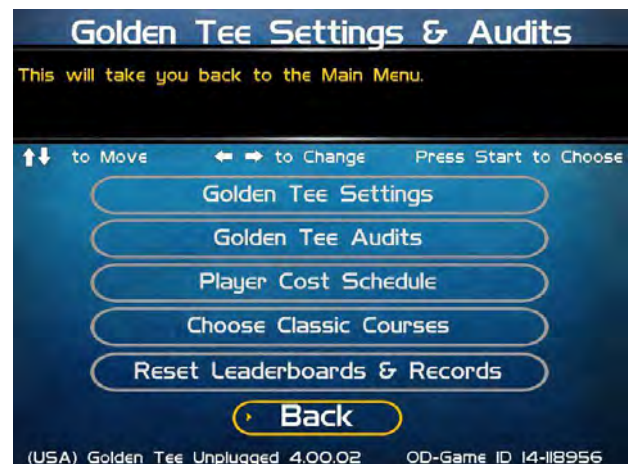 Golden Tee Settings & Audits
This will take you back to the Main Menu.
to Move to Change Press Start to Choose
Golden Tee Settings
Golden Tee Audits
Player Cost Schedule
Choose Classic Courses
Reset Leaderboards & Records
Back
(USA) Golden Tee Unplugged 4.00.02 OD-Game ID 14-118956